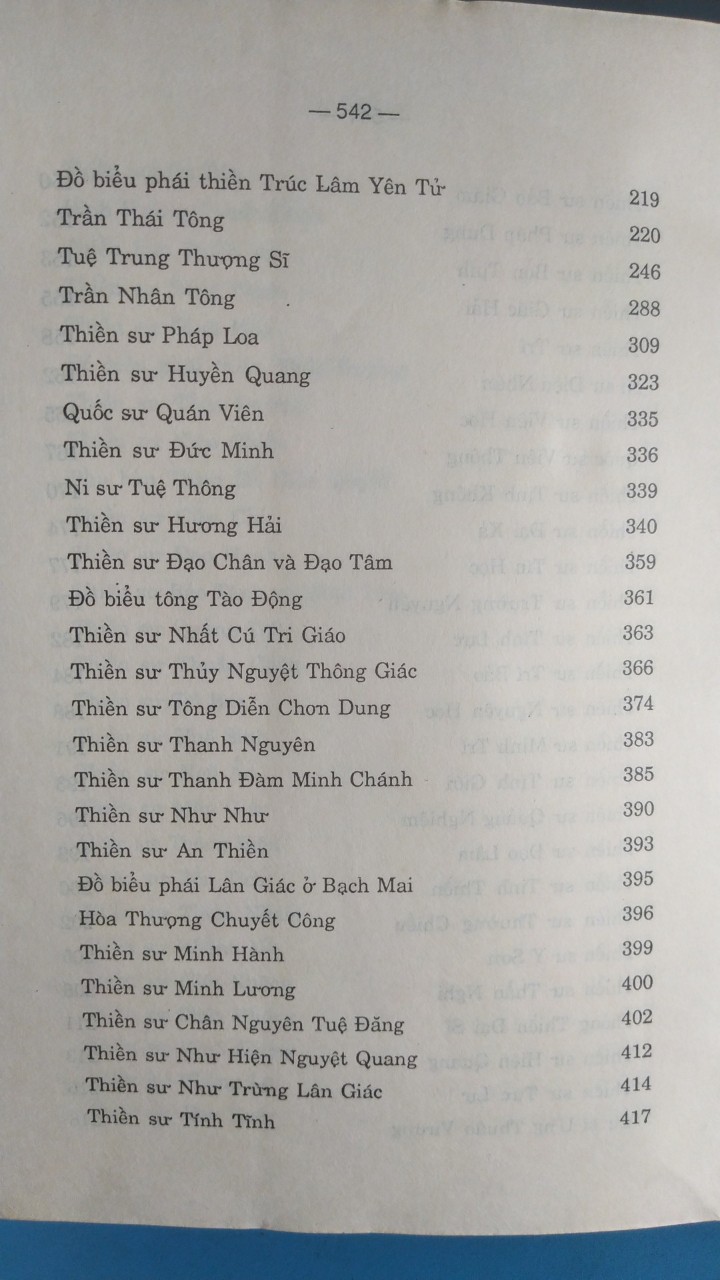 — 542 —
Đồ biểu phái thiền Trúc Lâm Yên Tử 219
Trần Thái Tông 220
Tuệ Trung Thượng Sĩ 246
Trần Nhân Tông 288
Thiền sư Pháp Loa 309
Thiền sư Huyền Quang 323
Quốc sư Quán Viên 335
Thiền sư Đức Minh 336
Ni sư Tuệ Thông 339
Thiền sư Hương Hải 340
Thiền sư Đạo Chân và Đạo Tâm 359
Đồ biểu tông Tào Động 361
Thiền sư Nhất Cú Tri Giáo 363
Thiền sư Thủy Nguyệt Thông Giác 366
Thiền sư Tông Diễn Chơn Dung 374
Thiền sư Thanh Nguyên 383
Thiền sư Thanh Đàm Minh Chánh 385
Thiền sư Như Như 390
Thiền sư An Thiền 393
Đồ biểu phái Lân Giác ở Bạch Mai 395
Hòa Thượng Chuyết Công 396
Thiền sư Minh Hành 399
Thiền sư Minh Lương 400
Thiền sư Chân Nguyên Tuệ Đăng 402
Thiền sư Như Hiện Nguyệt Quang 412
Thiền sư Như Trừng Lân Giác 414
Thiền sư Tính Tĩnh 417